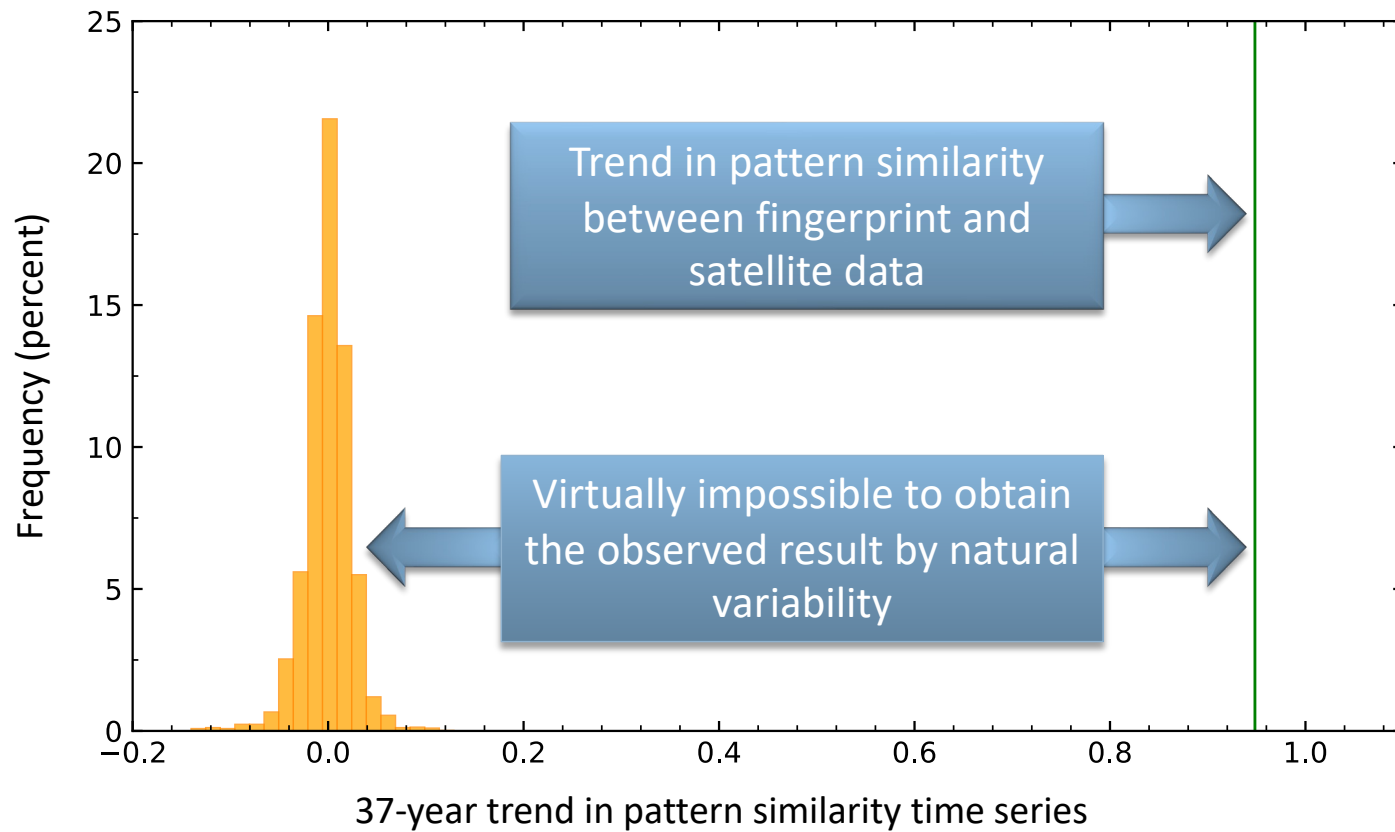 25
20
15
10
5
0
Frequency (percent)
Trend in pattern similarity
between fingerprint and
satellite data
Virtually impossible to obtain
the observed result by natural
variability
−0.2 0.0 0.2 0.4 0.6 0.8 1.0
37-year trend in pattern similarity time series